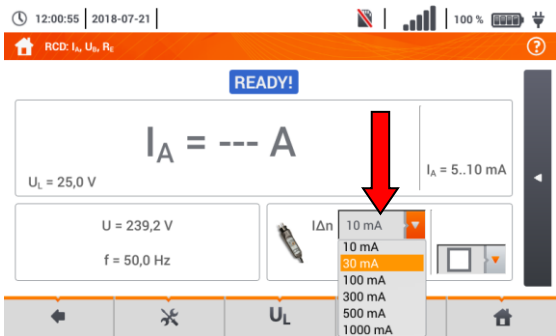 12:00:55 2018-07-21 100 %
RCD: IA, UB, RE ?
READY!
IA = --- A
UL = 25,0 V
IA = 5..10 mA
U = 239,2 V
f = 50,0 Hz
IΔn 10 mA
10 mA
30 mA
100 mA
300 mA
500 mA
1000 mA
UL